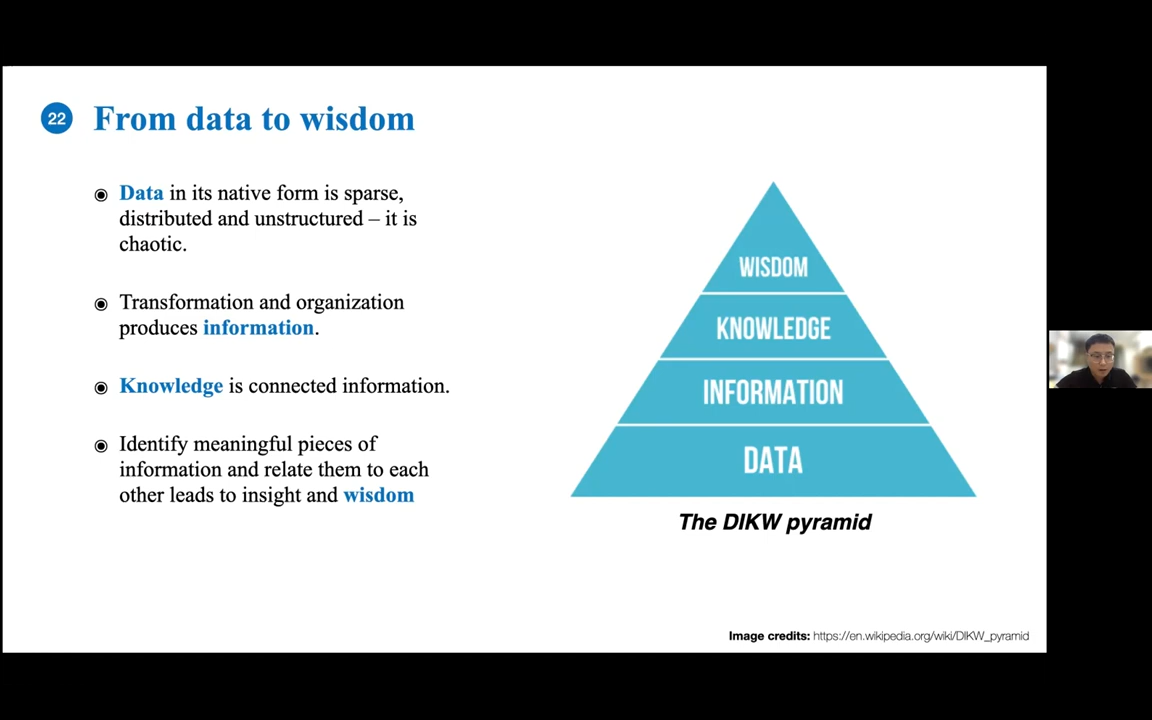 22
From data to wisdom
◉ Data in its native form is sparse,
distributed and unstructured – it is
chaotic.
◉ Transformation and organization
produces information.
◉ Knowledge is connected information.
◉ Identify meaningful pieces of
information and relate them to each
other leads to insight and wisdom
WISDOM
KNOWLEDGE
INFORMATION
DATA
The DIKW pyramid
Image credits: https://en.wikipedia.org/wiki/DIKW_pyramid